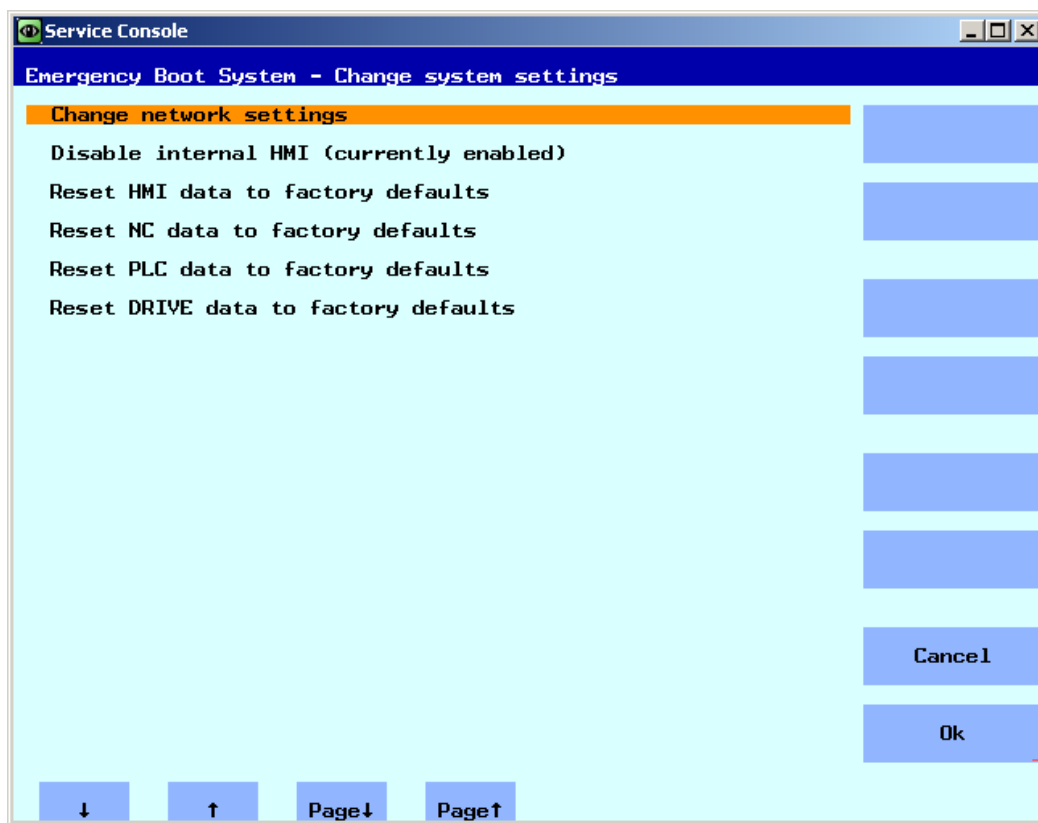 Service Console
Emergency Boot System - Change system settings
Change network settings
Disable internal HMI (currently enabled)
Reset HMI data to factory defaults
Reset NC data to factory defaults
Reset PLC data to factory defaults
Reset DRIVE data to factory defaults
Cancel
Ok
↓ ↑ Page↓ Page↑